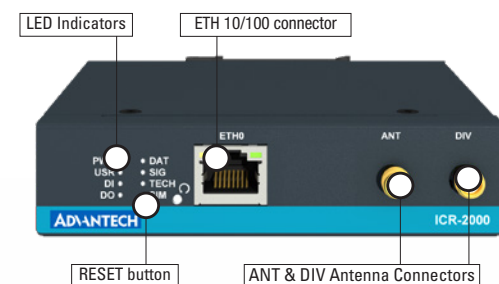 LED Indicators
ETH 10/100 connector
ETH0
ANT
DIV
DAT
USR
SIG
DI
TECH
DO
ADVANTECH
ICR-2000
RESET button
ANT & DIV Antenna Connectors